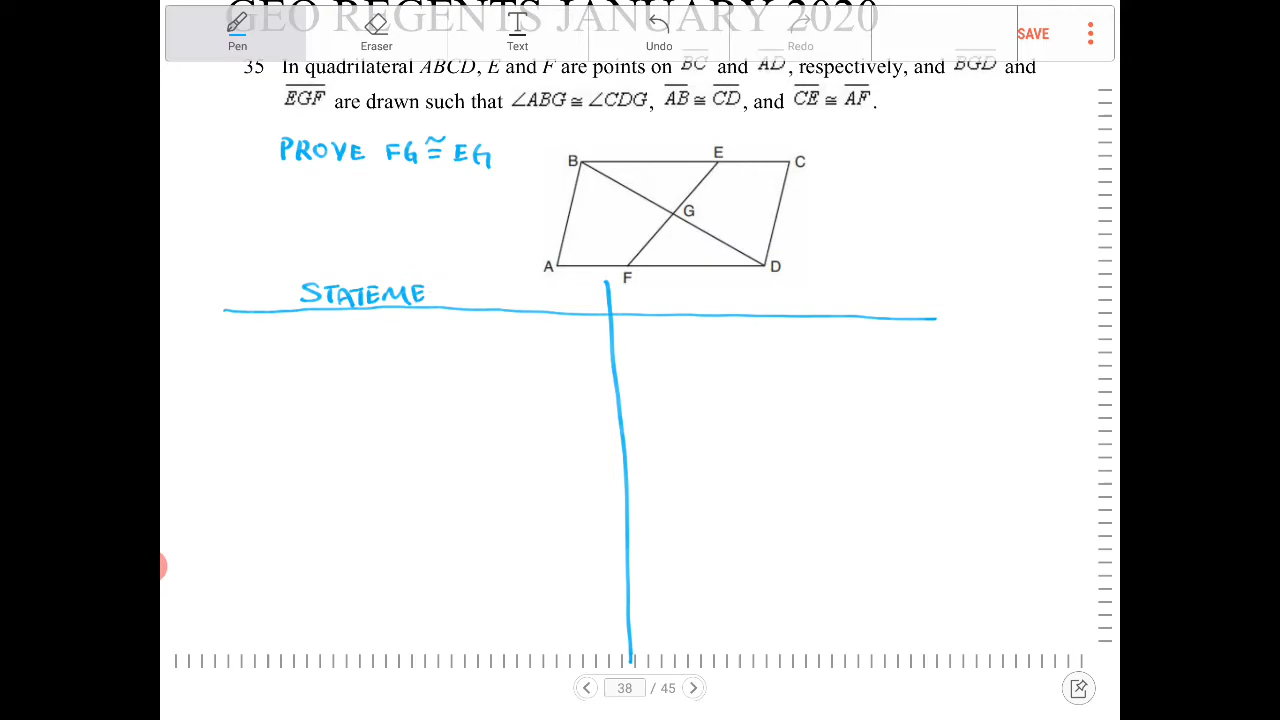 GEO REGENTS JANUARY 2020
Pen
Eraser
Text
Undo
Redo
SAVE
35 In quadrilateral ABCD, E and F are points on BC and AD, respectively, and BGD and
EGF are drawn such that ∠ABG ≅ ∠CDG, AB ≅ CD, and CE ≅ AF.
PROVE FG ≅ EG
B E C
G
A F D
STATEME
38 / 45